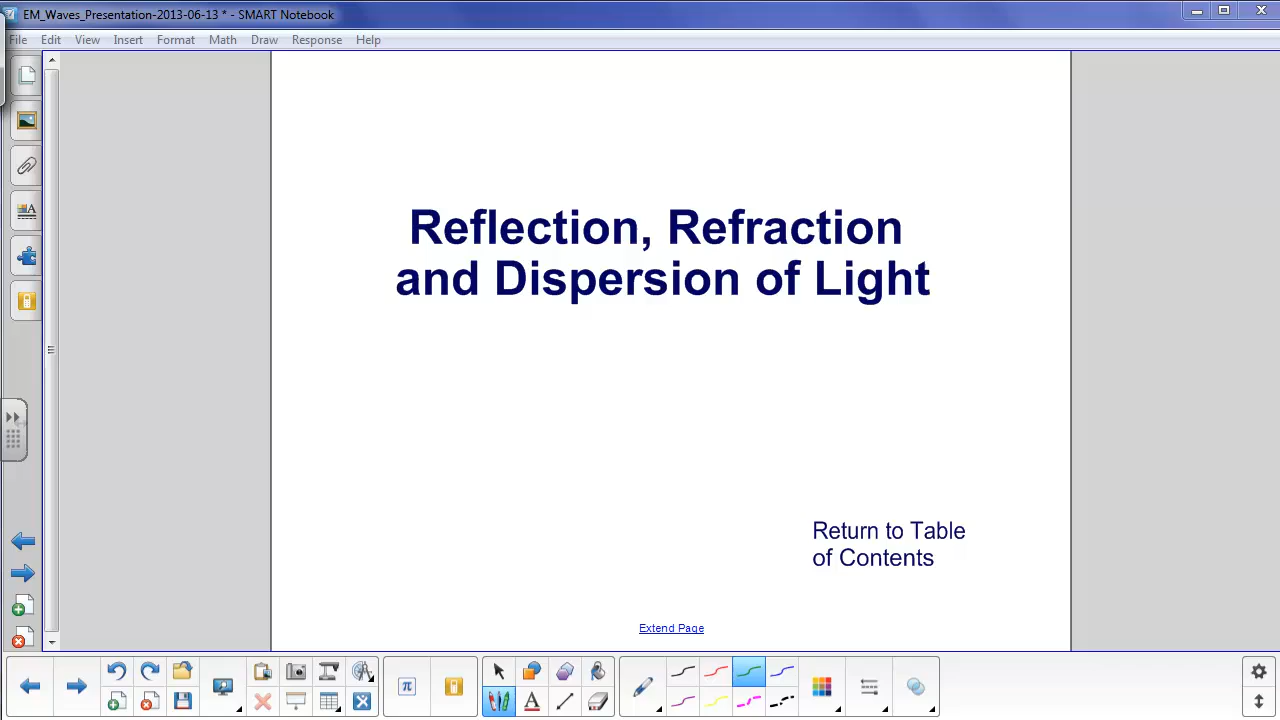 EM_Waves_Presentation-2013-06-13 * - SMART Notebook
File Edit View Insert Format Math Draw Response Help
Reflection, Refraction
and Dispersion of Light
Return to Table
of Contents
Extend Page